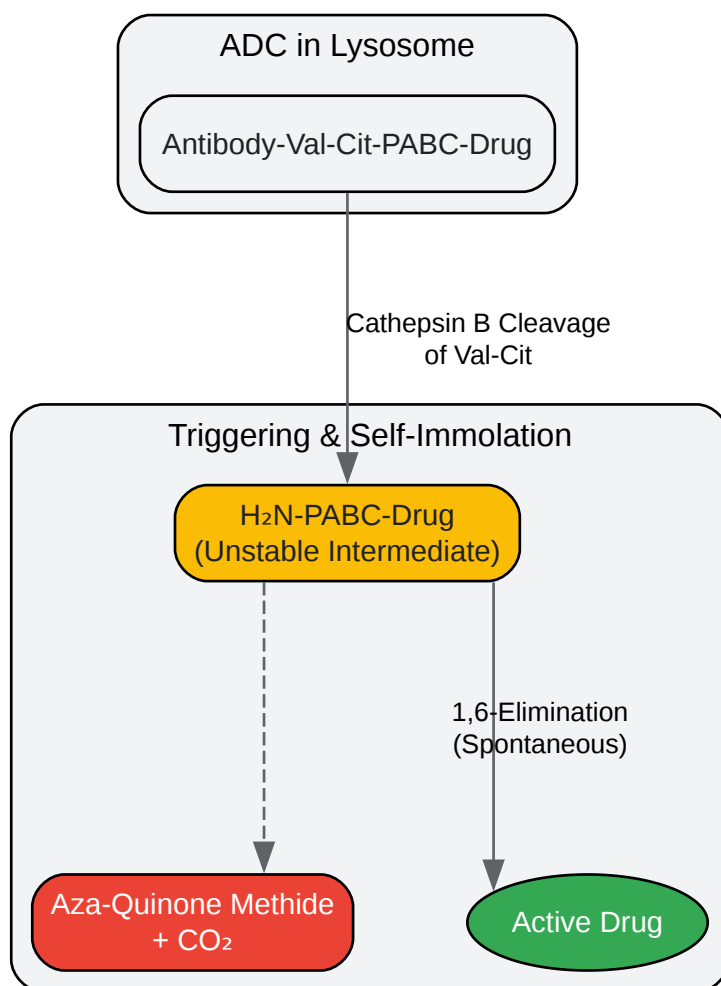 ADC in Lysosome
Antibody-Val-Cit-PABC-Drug
Cathepsin B Cleavage
of Val-Cit
Triggering & Self-Immolation
H₂N-PABC-Drug
(Unstable Intermediate)
1,6-Elimination
(Spontaneous)
Aza-Quinone Methide
+ CO₂
Active Drug